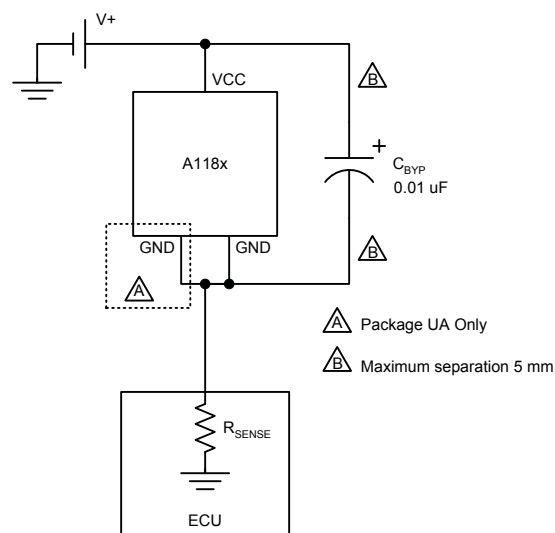 V+
VCC
B
A118x
+
C_BYP
0.01 uF
GND GND
B
A
A Package UA Only
B Maximum separation 5 mm
R_SENSE
ECU